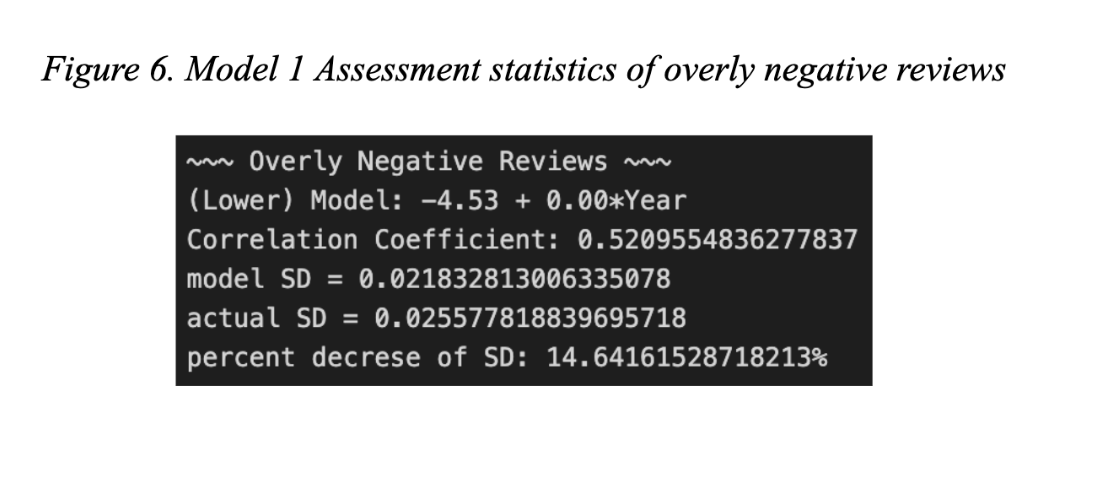 Figure 6. Model 1 Assessment statistics of overly negative reviews
~~~ Overly Negative Reviews ~~~
(Lower) Model: −4.53 + 0.00*Year
Correlation Coefficient: 0.5209554836277837
model SD = 0.021832813006335078
actual SD = 0.025577818839695718
percent decrese of SD: 14.64161528718213%